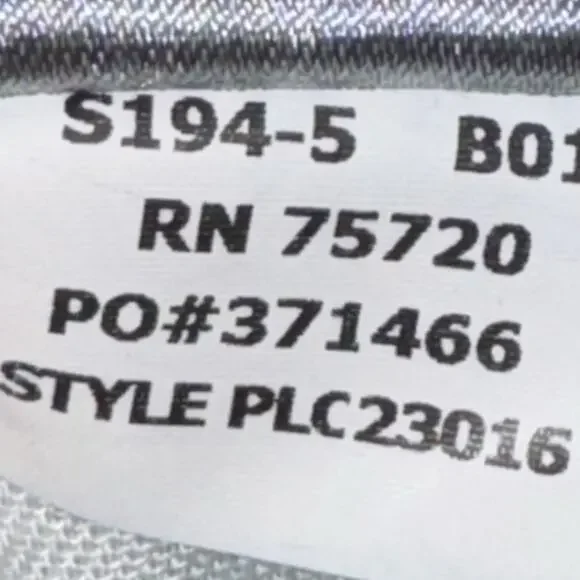 S194-5 B01
RN 75720
PO#371466
STYLE PLC23016